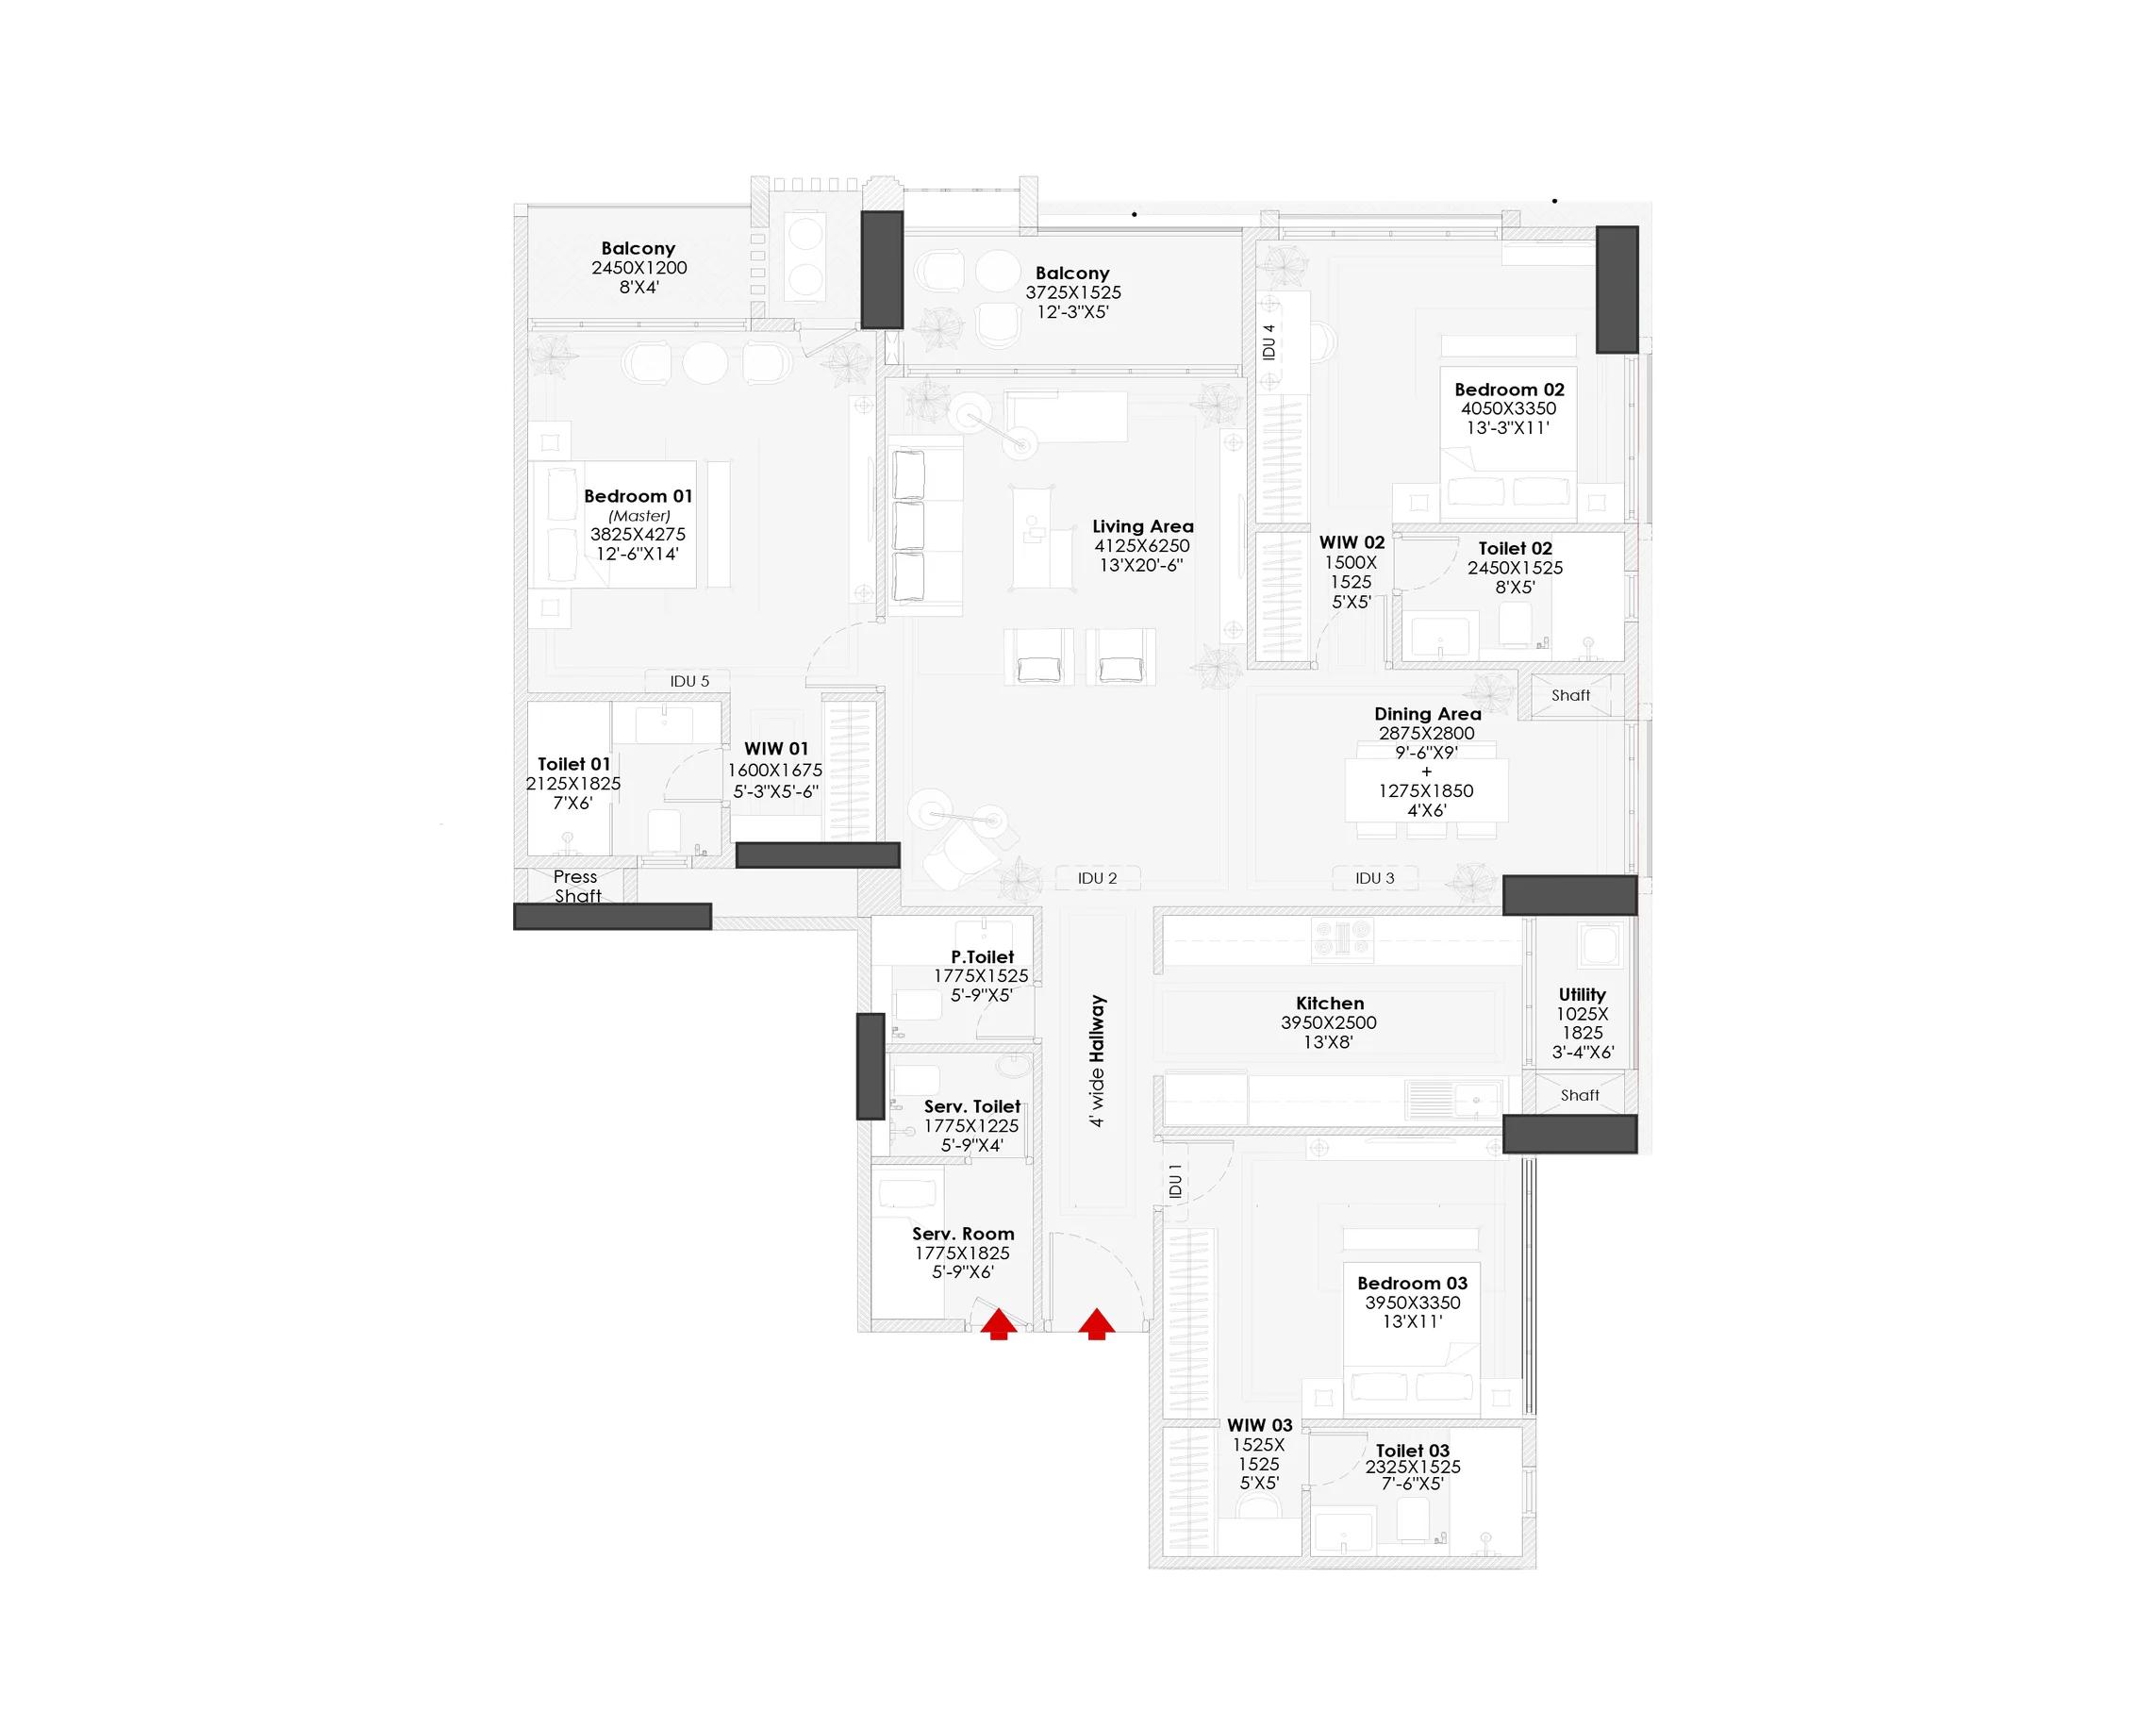 Balcony
2450X1200
8'X4'
Balcony
3725X1525
12'-3"X5'
IDU 4
Bedroom 02
4050X3350
13'-3"X11'
Bedroom 01
(Master)
3825X4275
12'-6"X14'
Living Area
4125X6250
13'X20'-6"
WIW 02
1500X
1525
5'X5'
Toilet 02
2450X1525
8'X5'
IDU 5
Shaft
Dining Area
2875X2800
9'-6"X9'
+
1275X1850
4'X6'
Toilet 01
2125X1825
7'X6'
WIW 01
1600X1675
5'-3"X5'-6"
Press
Shaft
IDU 2
IDU 3
P.Toilet
1775X1525
5'-9"X5'
4' wide Hallway
Kitchen
3950X2500
13'X8'
Utility
1025X
1825
3'-4"X6'
Shaft
Serv. Toilet
1775X1225
5'-9"X4'
IDU 1
Serv. Room
1775X1825
5'-9"X6'
Bedroom 03
3950X3350
13'X11'
WIW 03
1525X
1525
5'X5'
Toilet 03
2325X1525
7'-6"X5'